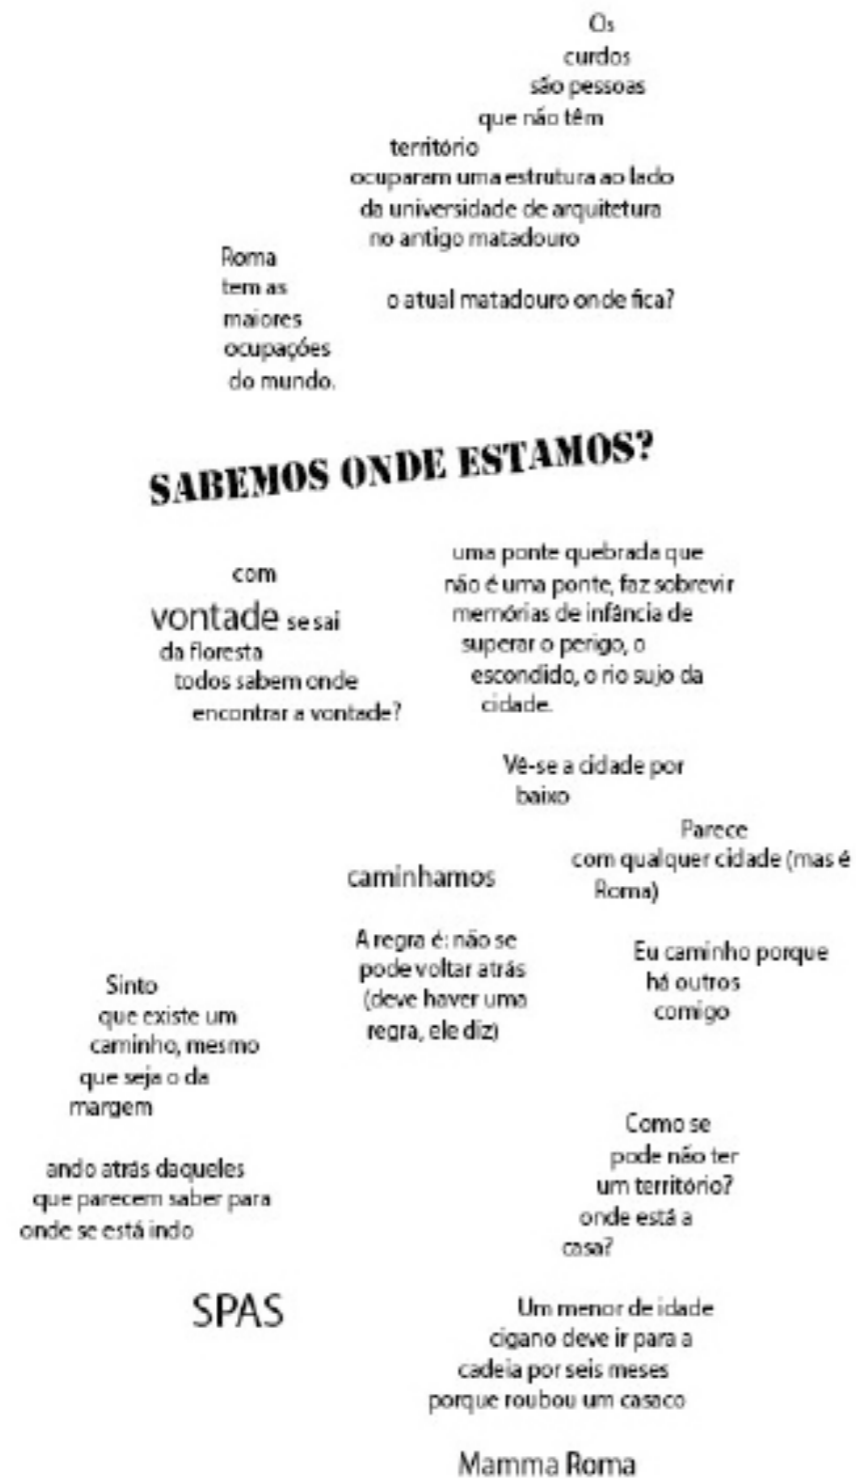 Os
curdos
são pessoas
que não têm
território
ocuparam uma estrutura ao lado
da universidade de arquitetura
no antigo matadouro
Roma
tem as
maiores
ocupações
do mundo.
o atual matadouro onde fica?
SABEMOS ONDE ESTAMOS?
com
vontade se sai
da floresta
todos sabem onde
encontrar a vontade?
uma ponte quebrada que
não é uma ponte, faz sobrevir
memórias de infância de
superar o perigo, o
escondido, o rio sujo da
cidade.
Vê-se a cidade por
baixo
Parece
com qualquer cidade (mas é
Roma)
caminhamos
A regra é: não se
pode voltar atrás
(deve haver uma
regra, ele diz)
Eu caminho porque
há outros
comigo
Sinto
que existe um
caminho, mesmo
que seja o da
margem
ando atrás daqueles
que parecem saber para
onde se está indo
Como se
pode não ter
um território?
onde está a
casa?
SPAS
Um menor de idade
cigano deve ir para a
cadeia por seis meses
porque roubou um casaco
Mamma Roma